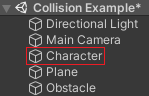 Collision Example*
Directional Light
Main Camera
Character
Plane
Obstacle